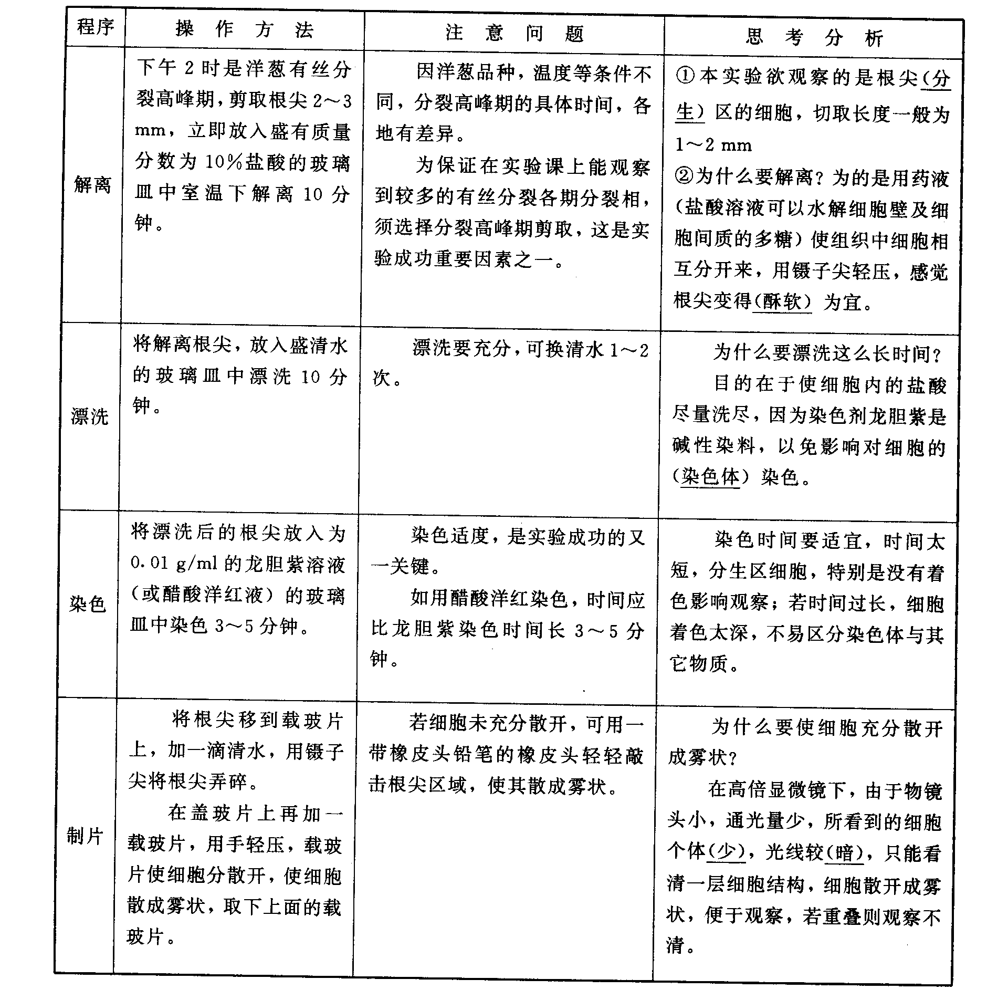 程序
操作方法
注意问题
思考分析
解离
下午 2 时是洋葱有丝分
裂高峰期，剪取根尖 2～3
mm，立即放入盛有质量
分数为 10％盐酸的玻璃
皿中室温下解离 10 分
钟。
因洋葱品种，温度等条件不
同，分裂高峰期的具体时间，各
地有差异。
为保证在实验课上能观察
到较多的有丝分裂各期分裂相，
须选择分裂高峰期剪取，这是实
验成功重要因素之一。
①本实验欲观察的是根尖(分
生）区的细胞，切取长度一般为
1～2 mm
②为什么要解离？为的是用药液
（盐酸溶液可以水解细胞壁及细
胞间质的多糖）使组织中细胞相
互分开来，用镊子尖轻压，感觉
根尖变得(酥软）为宜。
漂洗
将解离根尖，放入盛清水
的玻璃皿中漂洗 10 分
钟。
漂洗要充分，可换清水 1～2
次。
为什么要漂洗这么长时间？
目的在于使细胞内的盐酸
尽量洗尽，因为染色剂龙胆紫是
碱性染料，以免影响对细胞的
（染色体）染色。
染色
将漂洗后的根尖放入为
0.01 g/ml 的龙胆紫溶液
（或醋酸洋红液）的玻璃
皿中染色 3～5 分钟。
染色适度，是实验成功的又
一关键。
如用醋酸洋红染色，时间应
比龙胆紫染色时间长 3～5 分
钟。
染色时间要适宜，时间太
短，分生区细胞，特别是没有着
色影响观察；若时间过长，细胞
着色太深，不易区分染色体与其
它物质。
制片
将根尖移到载玻片
上，加一滴清水，用镊子
尖将根尖弄碎。
在盖玻片上再加一
载玻片，用手轻压，载玻
片使细胞分散开，使细胞
散成雾状，取下上面的载
玻片。
若细胞未充分散开，可用一
带橡皮头铅笔的橡皮头轻轻敲
击根尖区域，使其散成雾状。
为什么要使细胞充分散开
成雾状？
在高倍显微镜下，由于物镜
头小，通光量少，所看到的细胞
个体(少)，光线较(暗)，只能看
清一层细胞结构，细胞散开成雾
状，便于观察，若重叠则观察不
清。